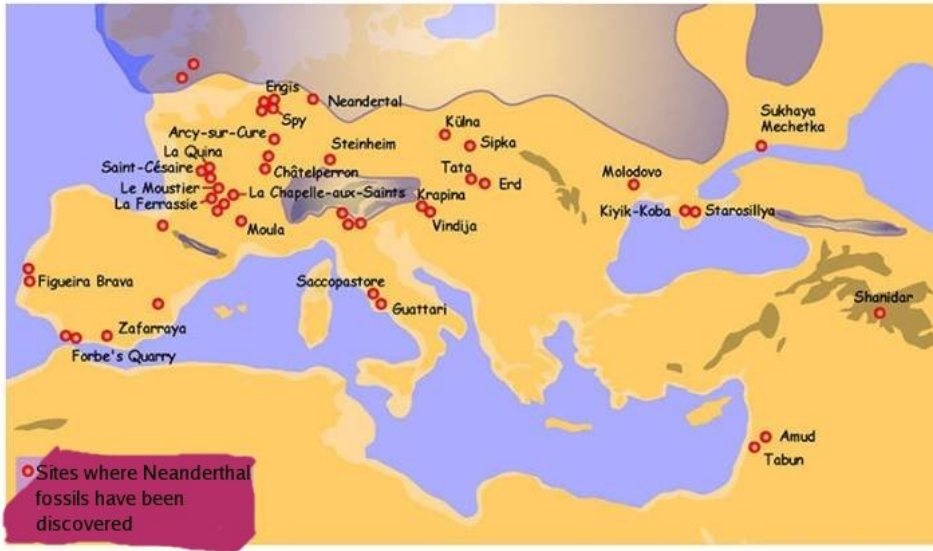 Engis
Neandertal
Spy
Sukhaya
Mechetka
Külna
Arcy-sur-Cure
Steinheim
Sipka
La Quina
Saint-Césaire
Châtelperron
Tata
Erd
Molodovo
Le Moustier
La Chapelle-aux-Saints
Krapina
La Ferrassie
Kiyik-Koba
Starosillya
Moula
Vindija
Figueira Brava
Saccopastore
Guattari
Shanidar
Zafarraya
Forbe's Quarry
Amud
Tabun
Sites where Neanderthal
fossils have been
discovered